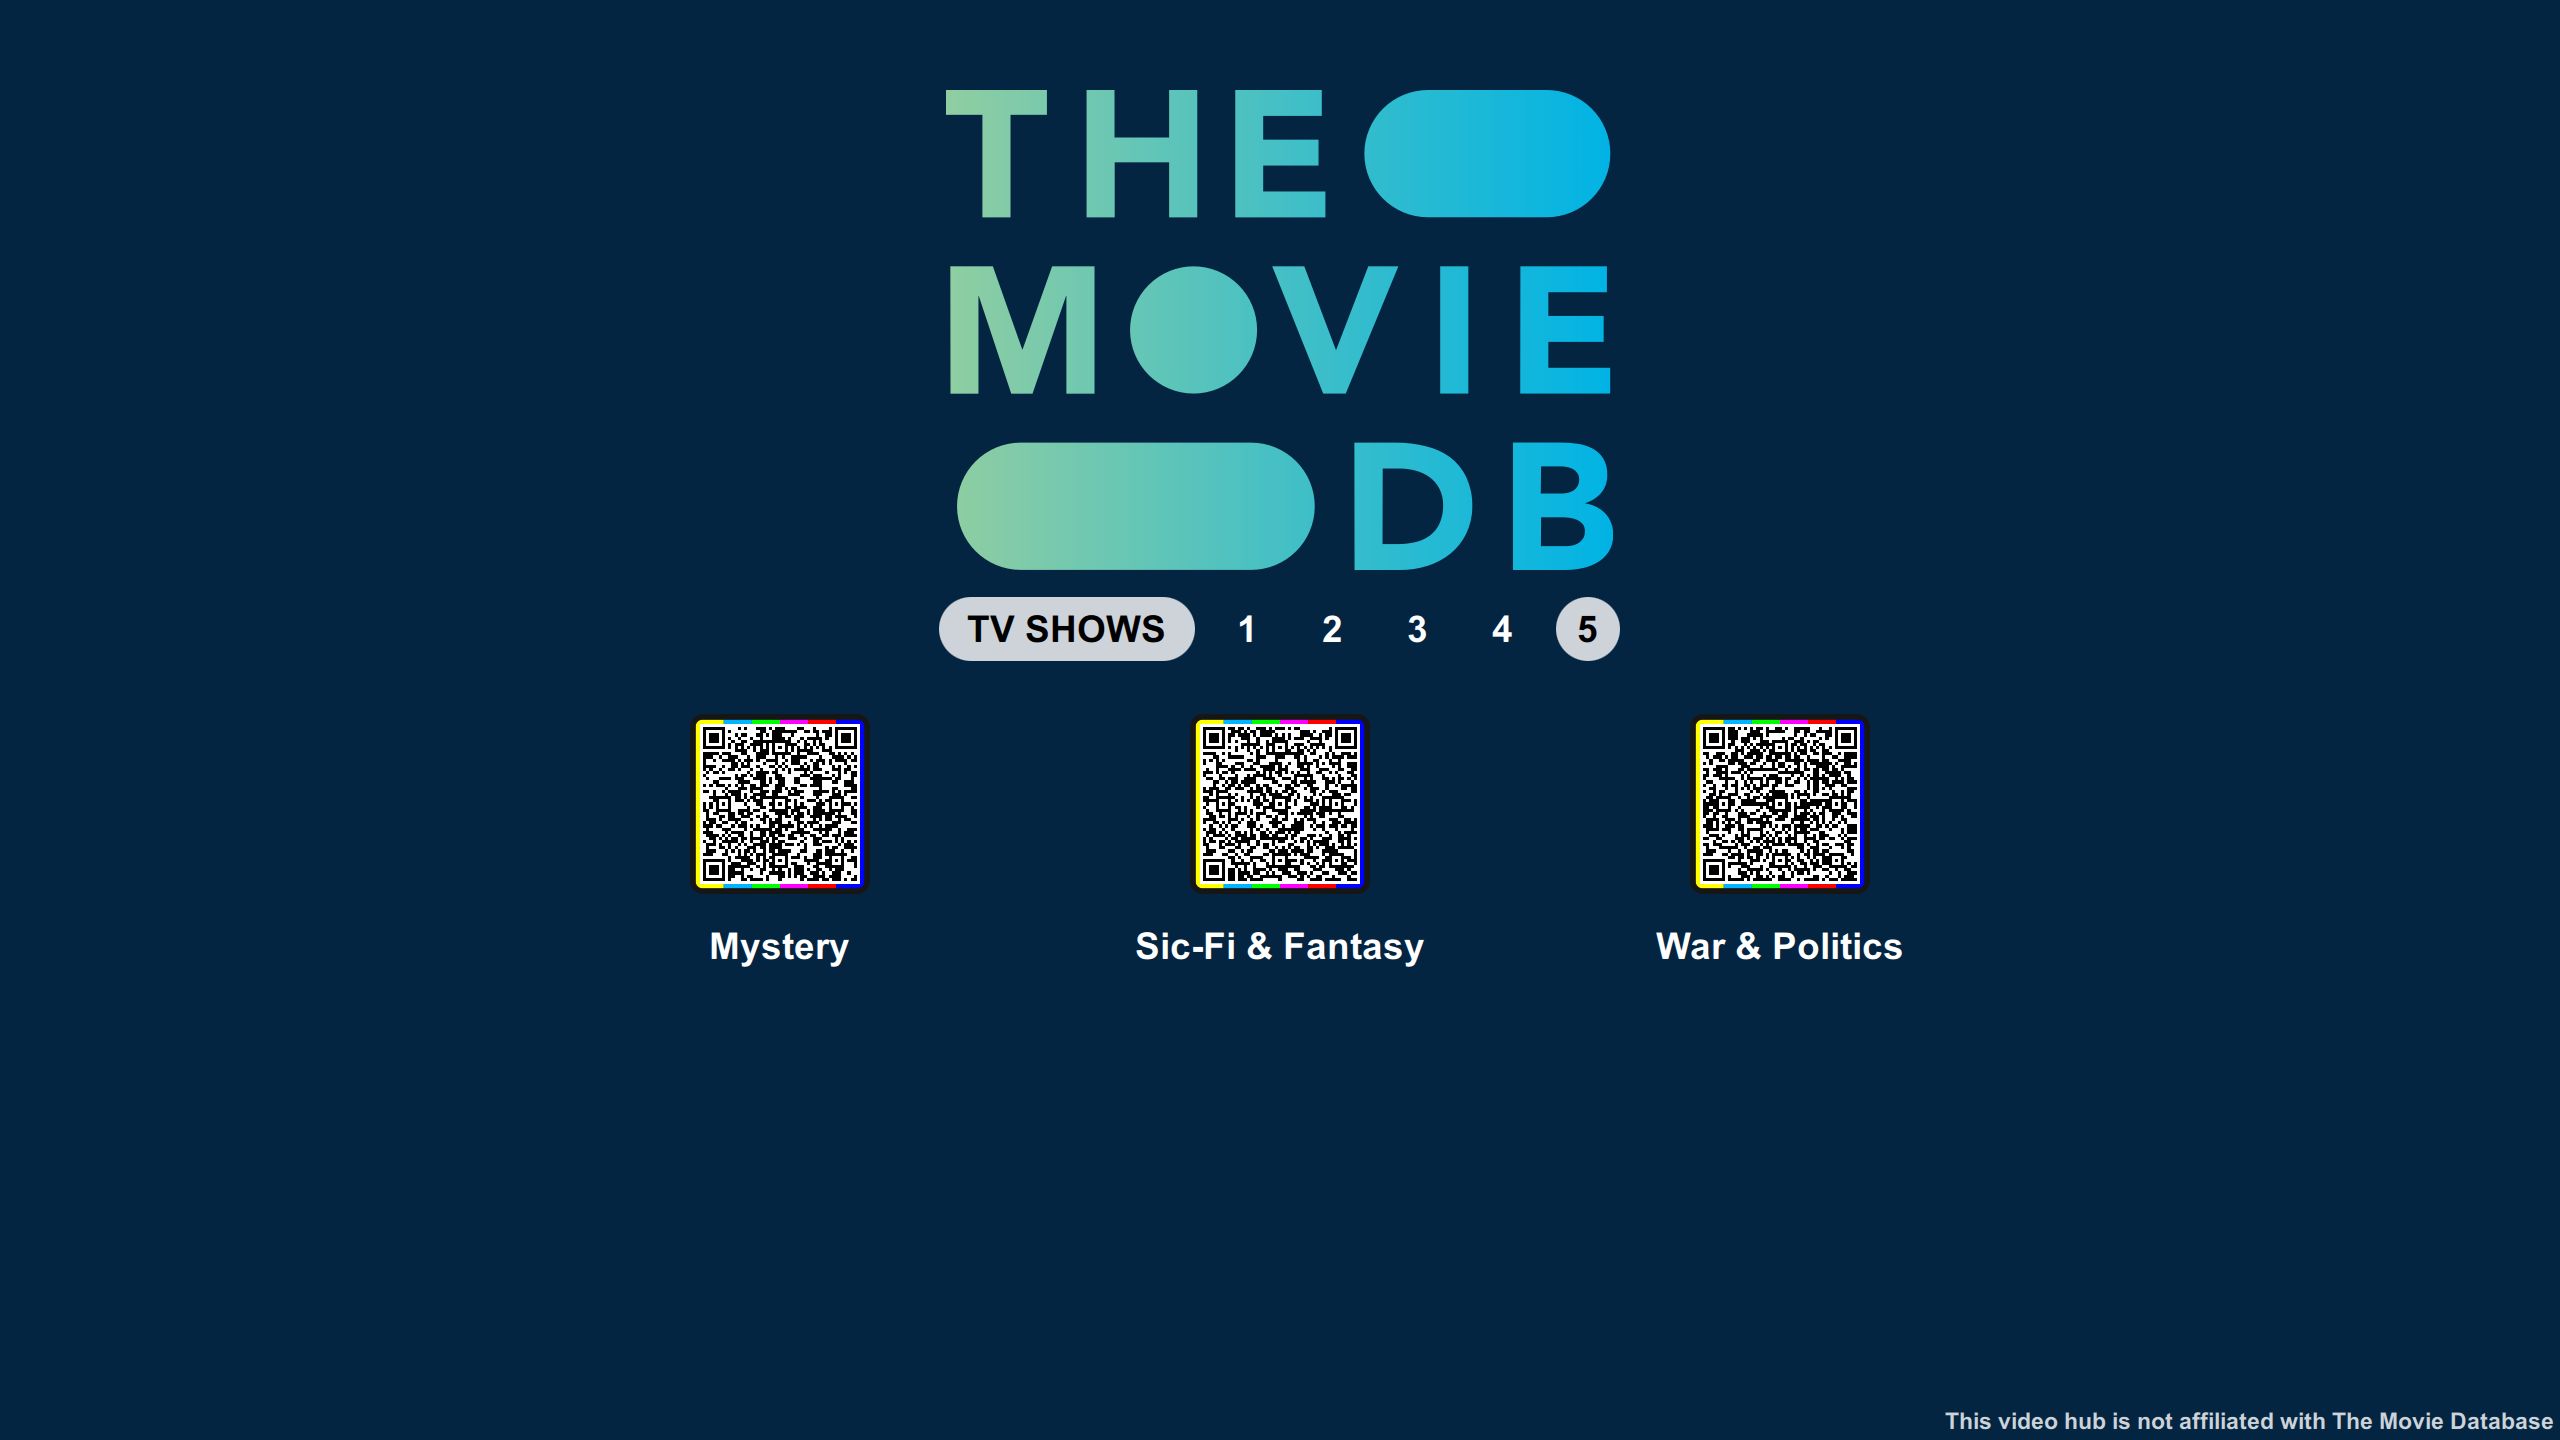 THE
MOVIE
DB
TV SHOWS 1 2 3 4 5
Mystery Sic-Fi & Fantasy War & Politics
This video hub is not affiliated with The Movie Database